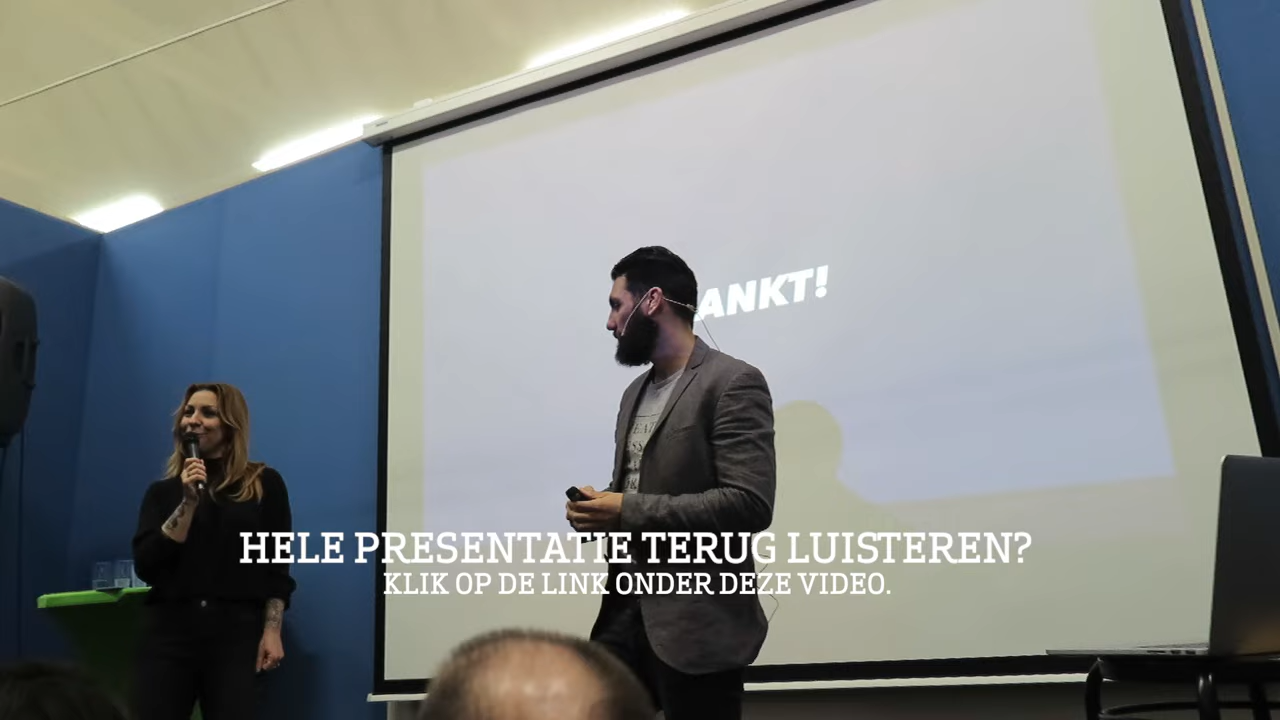 ANKT!
HELE PRESENTATIE TERUG LUISTEREN?
KLIK OP DE LINK ONDER DEZE VIDEO.